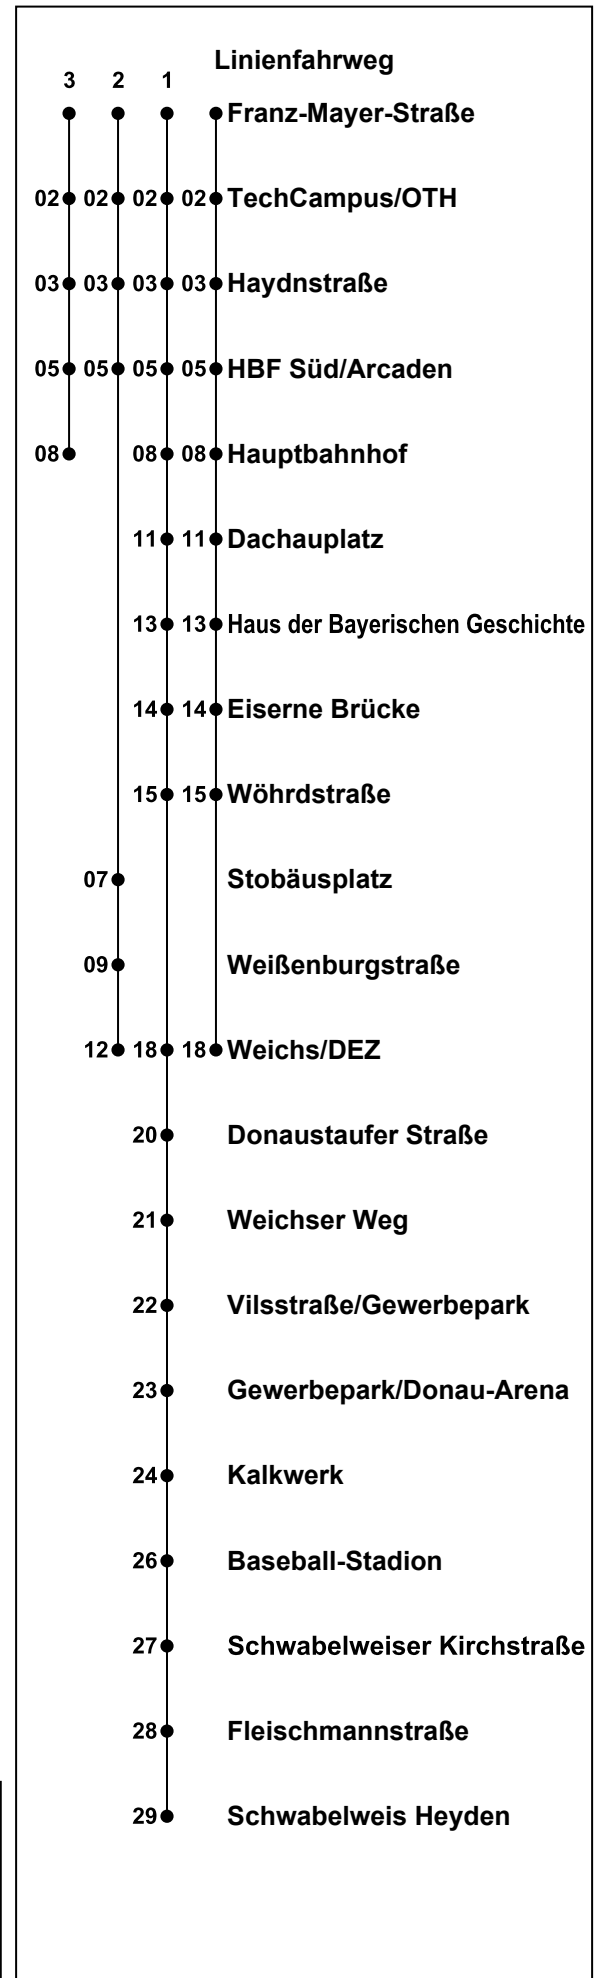 Linienfahrweg
3 2 1
Franz-Mayer-Straße
02 02 02 02 TechCampus/OTH
03 03 03 03 Haydnstraße
05 05 05 05 HBF Süd/Arcaden
08 08 08 Hauptbahnhof
11 11 Dachauplatz
13 13 Haus der Bayerischen Geschichte
14 14 Eiserne Brücke
15 15 Wöhrdstraße
07 Stobäusplatz
09 Weißenburgstraße
12 18 18 Weichs/DEZ
20 Donaustaufer Straße
21 Weichser Weg
22 Vilsstraße/Gewerbepark
23 Gewerbepark/Donau-Arena
24 Kalkwerk
26 Baseball-Stadion
27 Schwabelweiser Kirchstraße
28 Fleischmannstraße
29 Schwabelweis Heyden